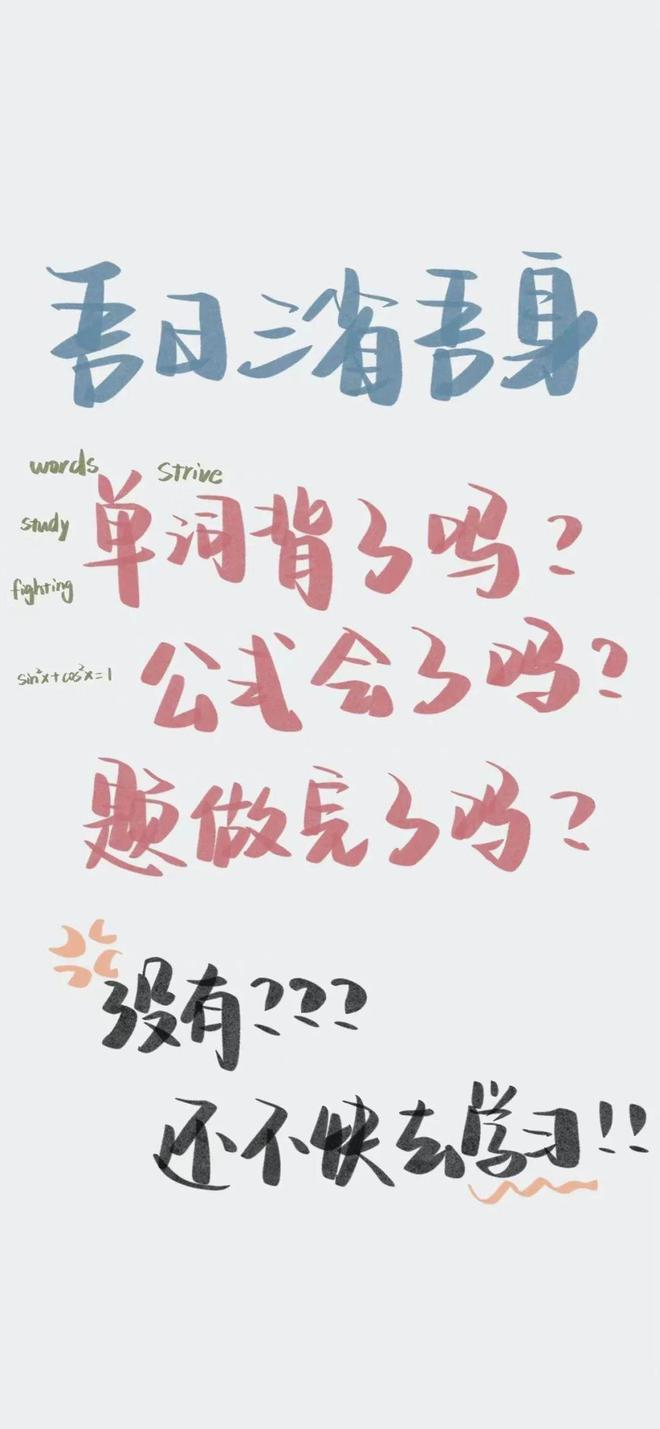 吾日三省吾身
words strive
study
单词背了吗?
fighting
sin²x+cos²x=1
公式会了吗?
题做完了吗?
没有???
还不快去学习!!